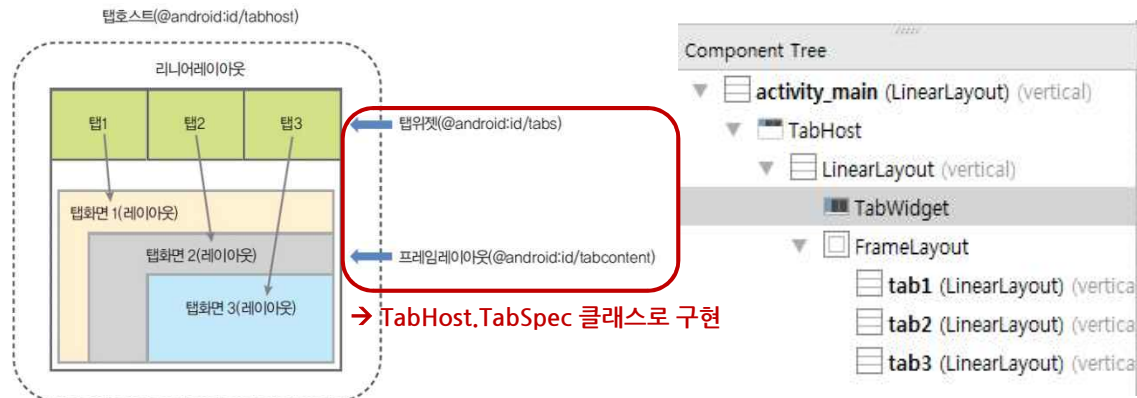 탭호스트(@android:id/tabhost)
리니어레이아웃
탭1
탭2
탭3
탭위젯(@android:id/tabs)
탭화면 1(레이아웃)
탭화면 2(레이아웃)
프레임레이아웃(@android:id/tabcontent)
탭화면 3(레이아웃)
→ TabHost.TabSpec 클래스로 구현
Component Tree
activity_main (LinearLayout) (vertical)
TabHost
LinearLayout (vertical)
TabWidget
FrameLayout
tab1 (LinearLayout) (vertica
tab2 (LinearLayout) (vertica
tab3 (LinearLayout) (vertica